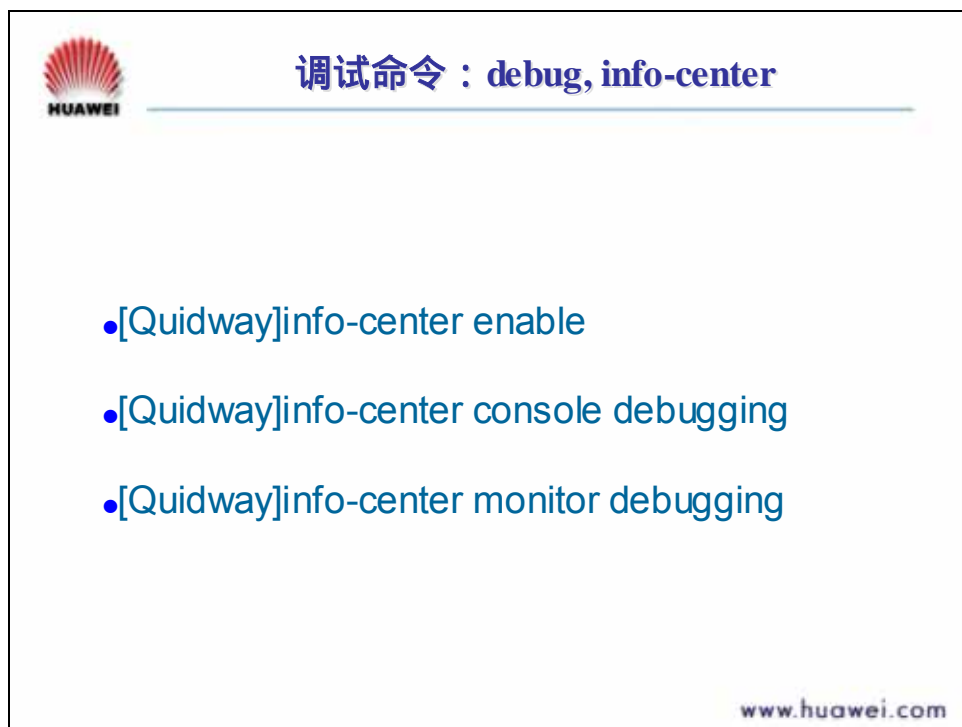 HUAWEI
调试命令：debug, info-center
●[Quidway]info-center enable
●[Quidway]info-center console debugging
●[Quidway]info-center monitor debugging
www.huawei.com